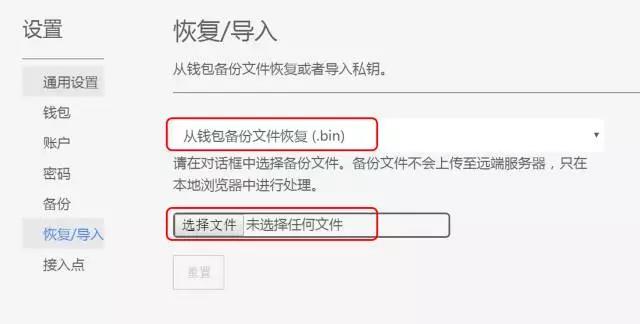 设置
恢复/导入
从钱包备份文件恢复或者导入私钥。
通用设置
钱包
账户
密码
备份
恢复/导入
接入点
从钱包备份文件恢复 (.bin)
请在对话框中选择备份文件。备份文件不会上传至远端服务器，只在
本地浏览器中进行处理。
选择文件 未选择任何文件
重置